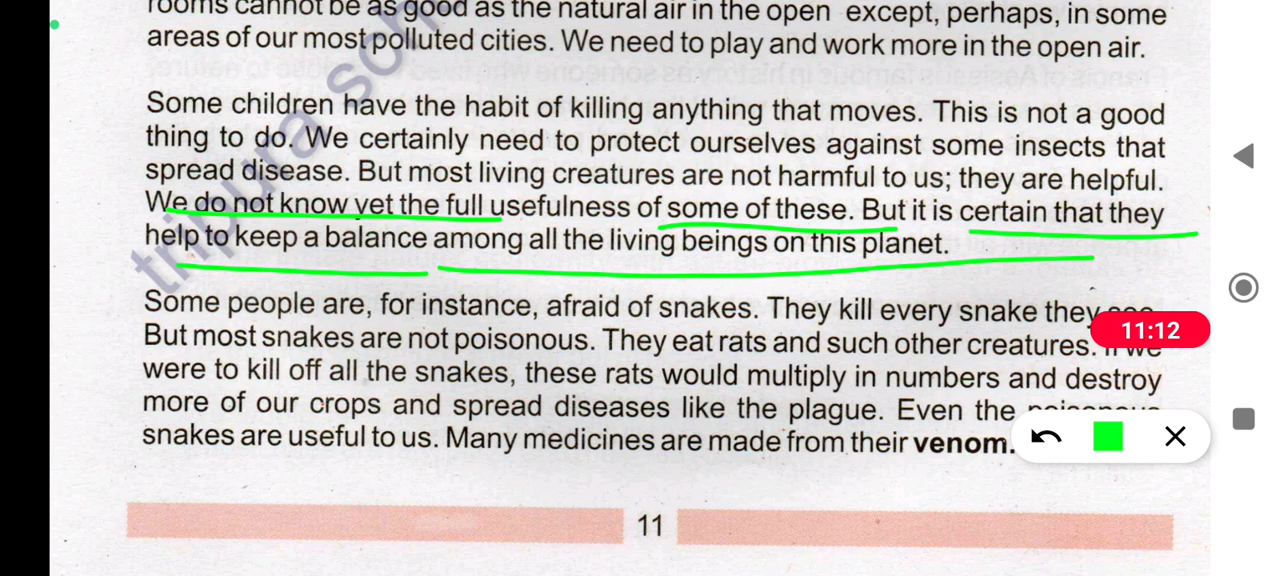 rooms cannot be as good as the natural air in the open except, perhaps, in some
areas of our most polluted cities. We need to play and work more in the open air.
Some children have the habit of killing anything that moves. This is not a good
thing to do. We certainly need to protect ourselves against some insects that
spread disease. But most living creatures are not harmful to us; they are helpful.
We do not know yet the full usefulness of some of these. But it is certain that they
help to keep a balance among all the living beings on this planet.
Some people are, for instance, afraid of snakes. They kill every snake they
But most snakes are not poisonous. They eat rats and such other creatures. If we
were to kill off all the snakes, these rats would multiply in numbers and destroy
more of our crops and spread diseases like the plague. Even the
snakes are useful to us. Many medicines are made from their venom.
11
11:12
tripura